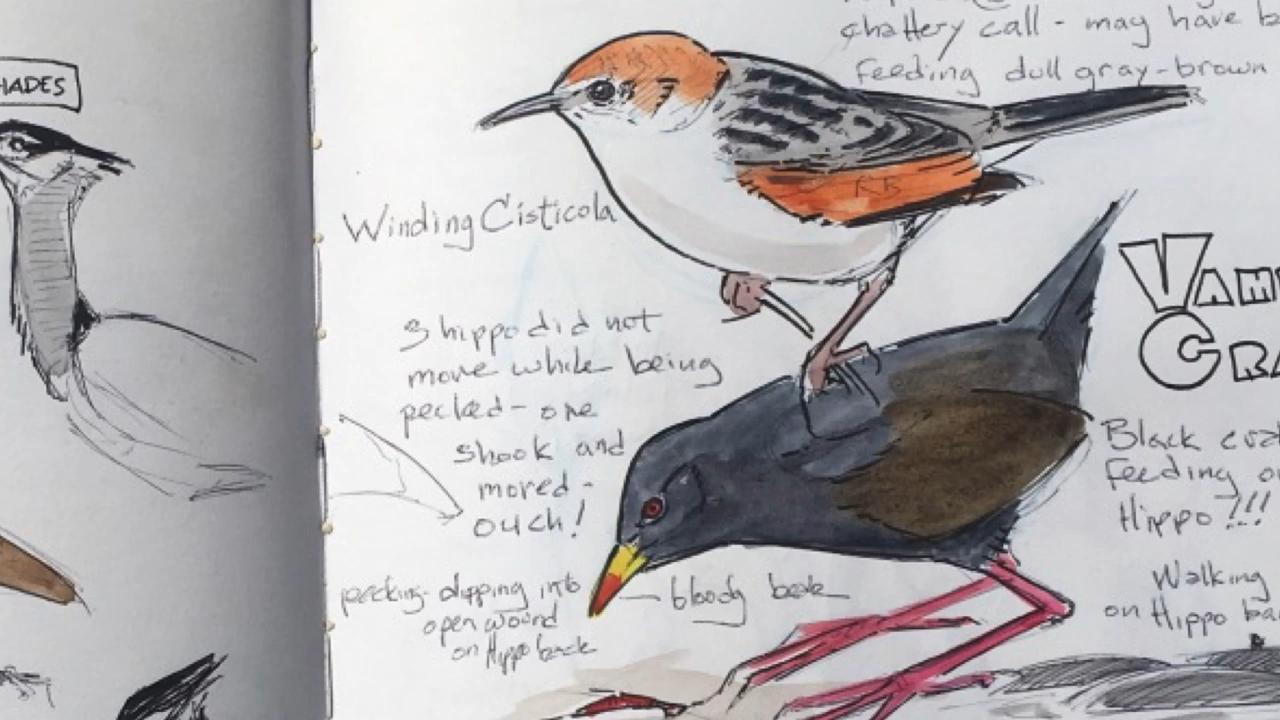 HADES
chattery call - may have b
Feeding dull gray-brown
RB
Winding Cisticola
VAM
CRA
3 hippo did not
move while being
pecked - one
shook and
moved -
ouch!
Black cra
Feeding o
Hippo?!!
pecking - dipping into
open wound
on Hippo back
bloody beak
Walking
on Hippo ba